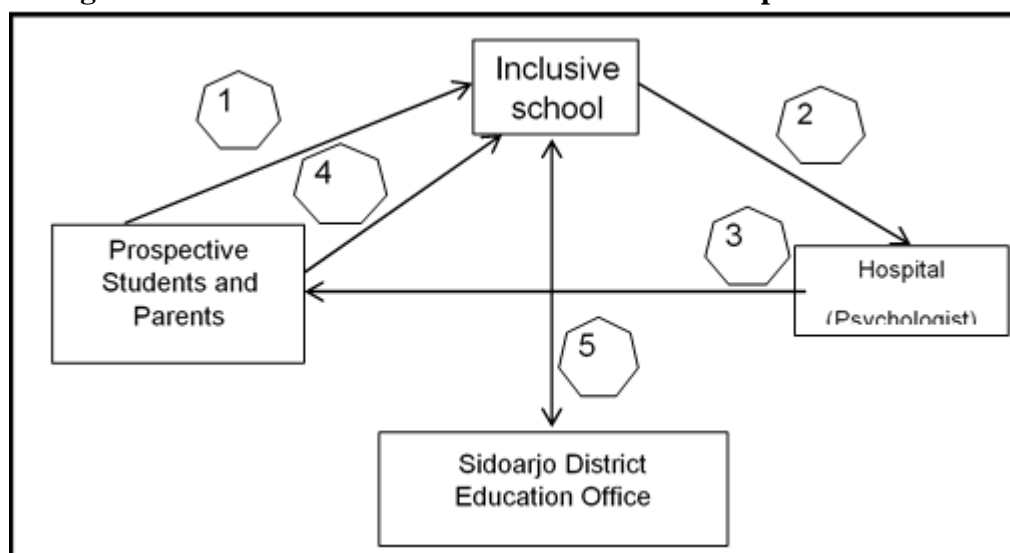 Inclusive
school
1
2
4
3
Prospective
Students and
Parents
Hospital
(Psychologist)
5
Sidoarjo District
Education Office